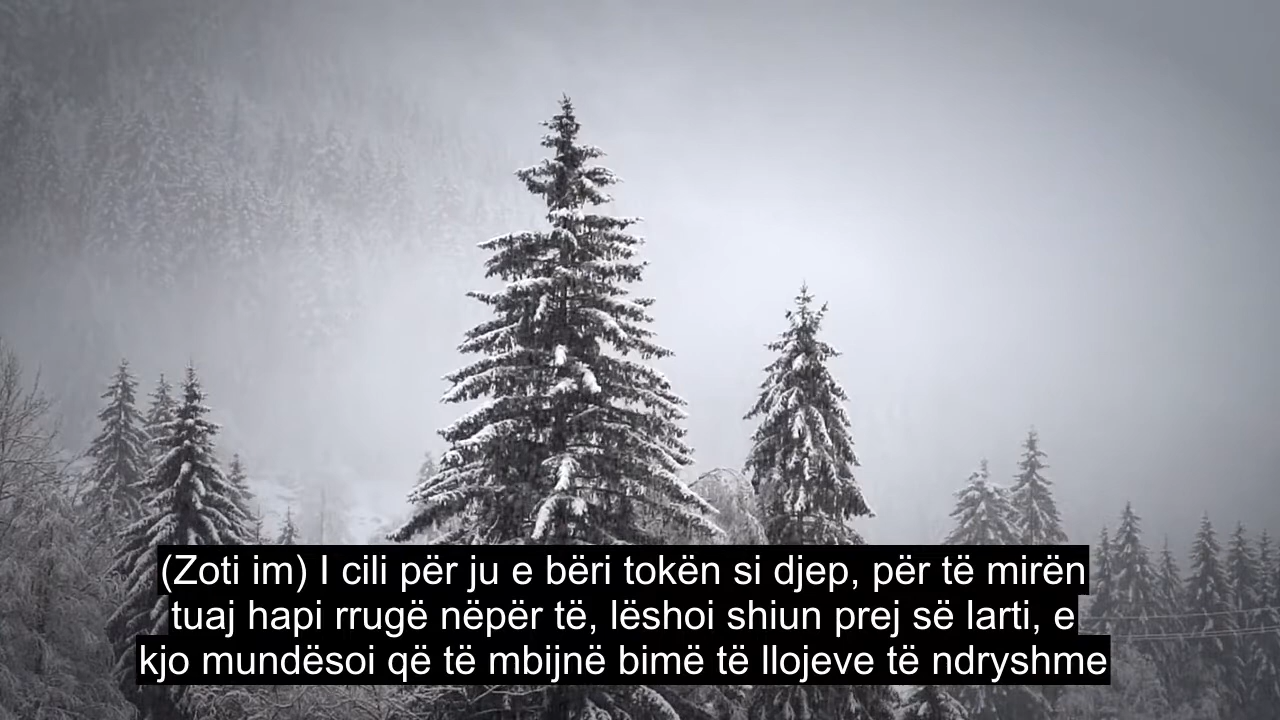 (Zoti im) I cili për ju e bëri tokën si djep, për të mirën
tuaj hapi rrugë nëpër të, lëshoi shiun prej së larti, e
kjo mundësoi që të mbijnë bimë të llojeve të ndryshme